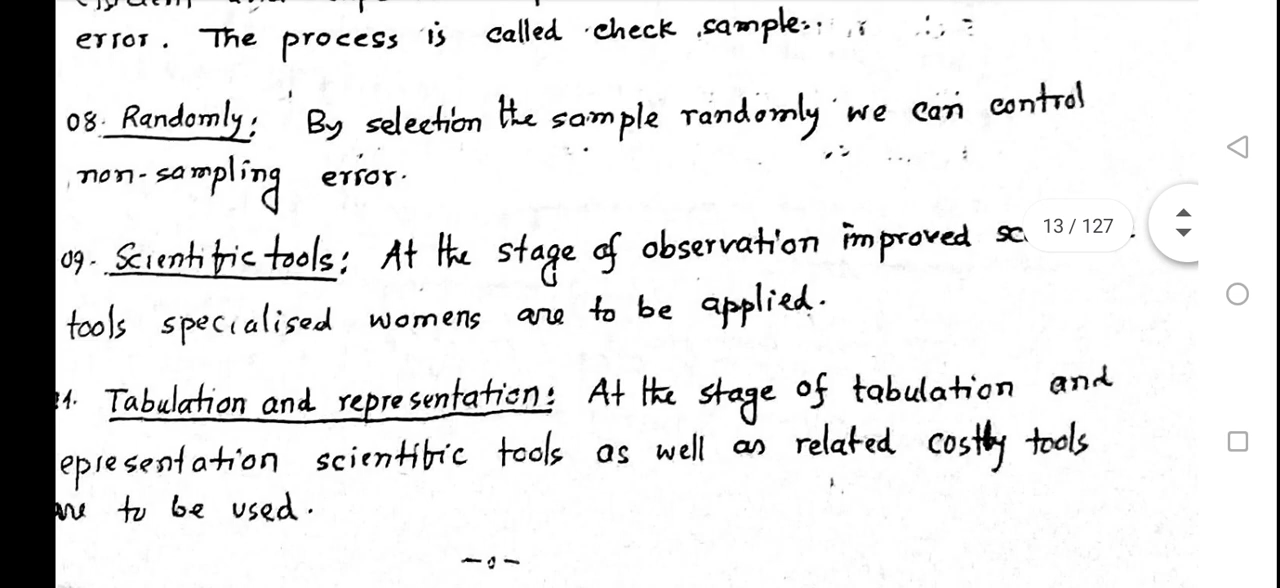 error. The process is called check sample.
08. Randomly: By selection the sample randomly we can control
non-sampling error.
09. Scientific tools: At the stage of observation improved
13 / 127
tools specialised womens are to be applied.
1. Tabulation and representation: At the stage of tabulation and
epresentation scientific tools as well as related costly tools
are to be used.
—o—